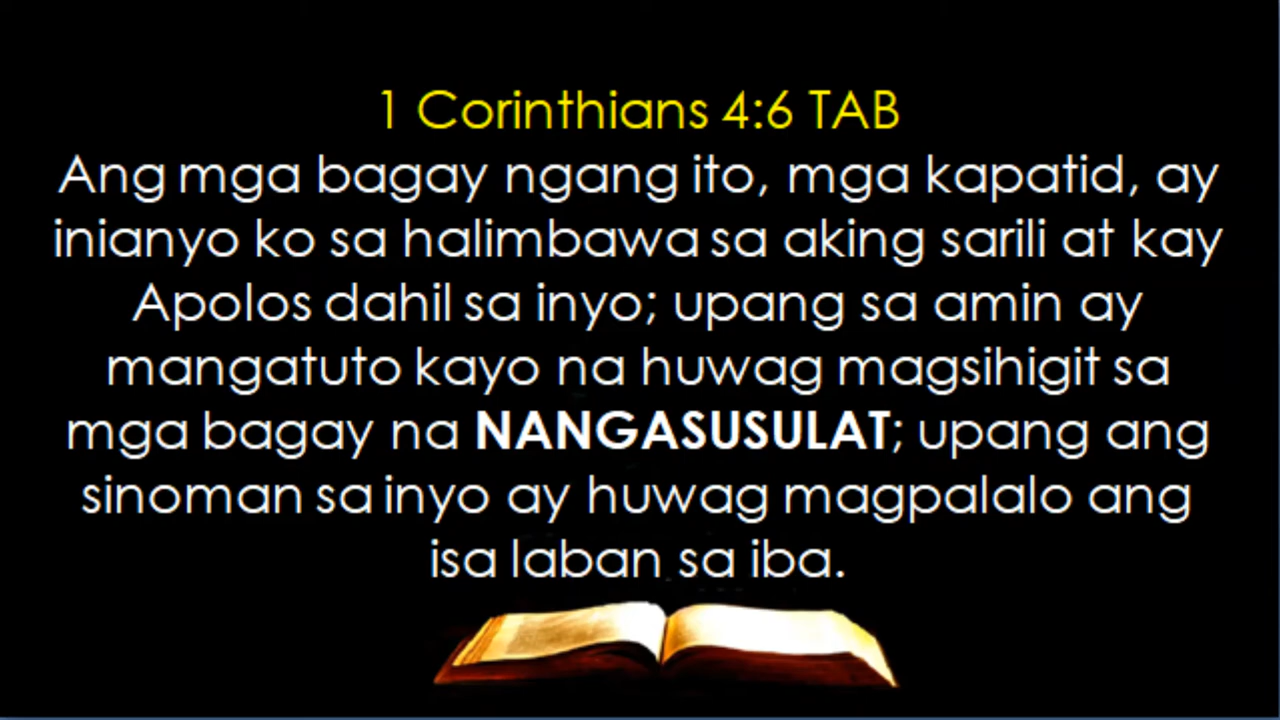 1 Corinthians 4:6 TAB
Ang mga bagay ngang ito, mga kapatid, ay
inianyo ko sa halimbawa sa aking sarili at kay
Apolos dahil sa inyo; upang sa amin ay
mangatuto kayo na huwag magsihigit sa
mga bagay na NANGASUSULAT; upang ang
sinoman sa inyo ay huwag magpalalo ang
isa laban sa iba.